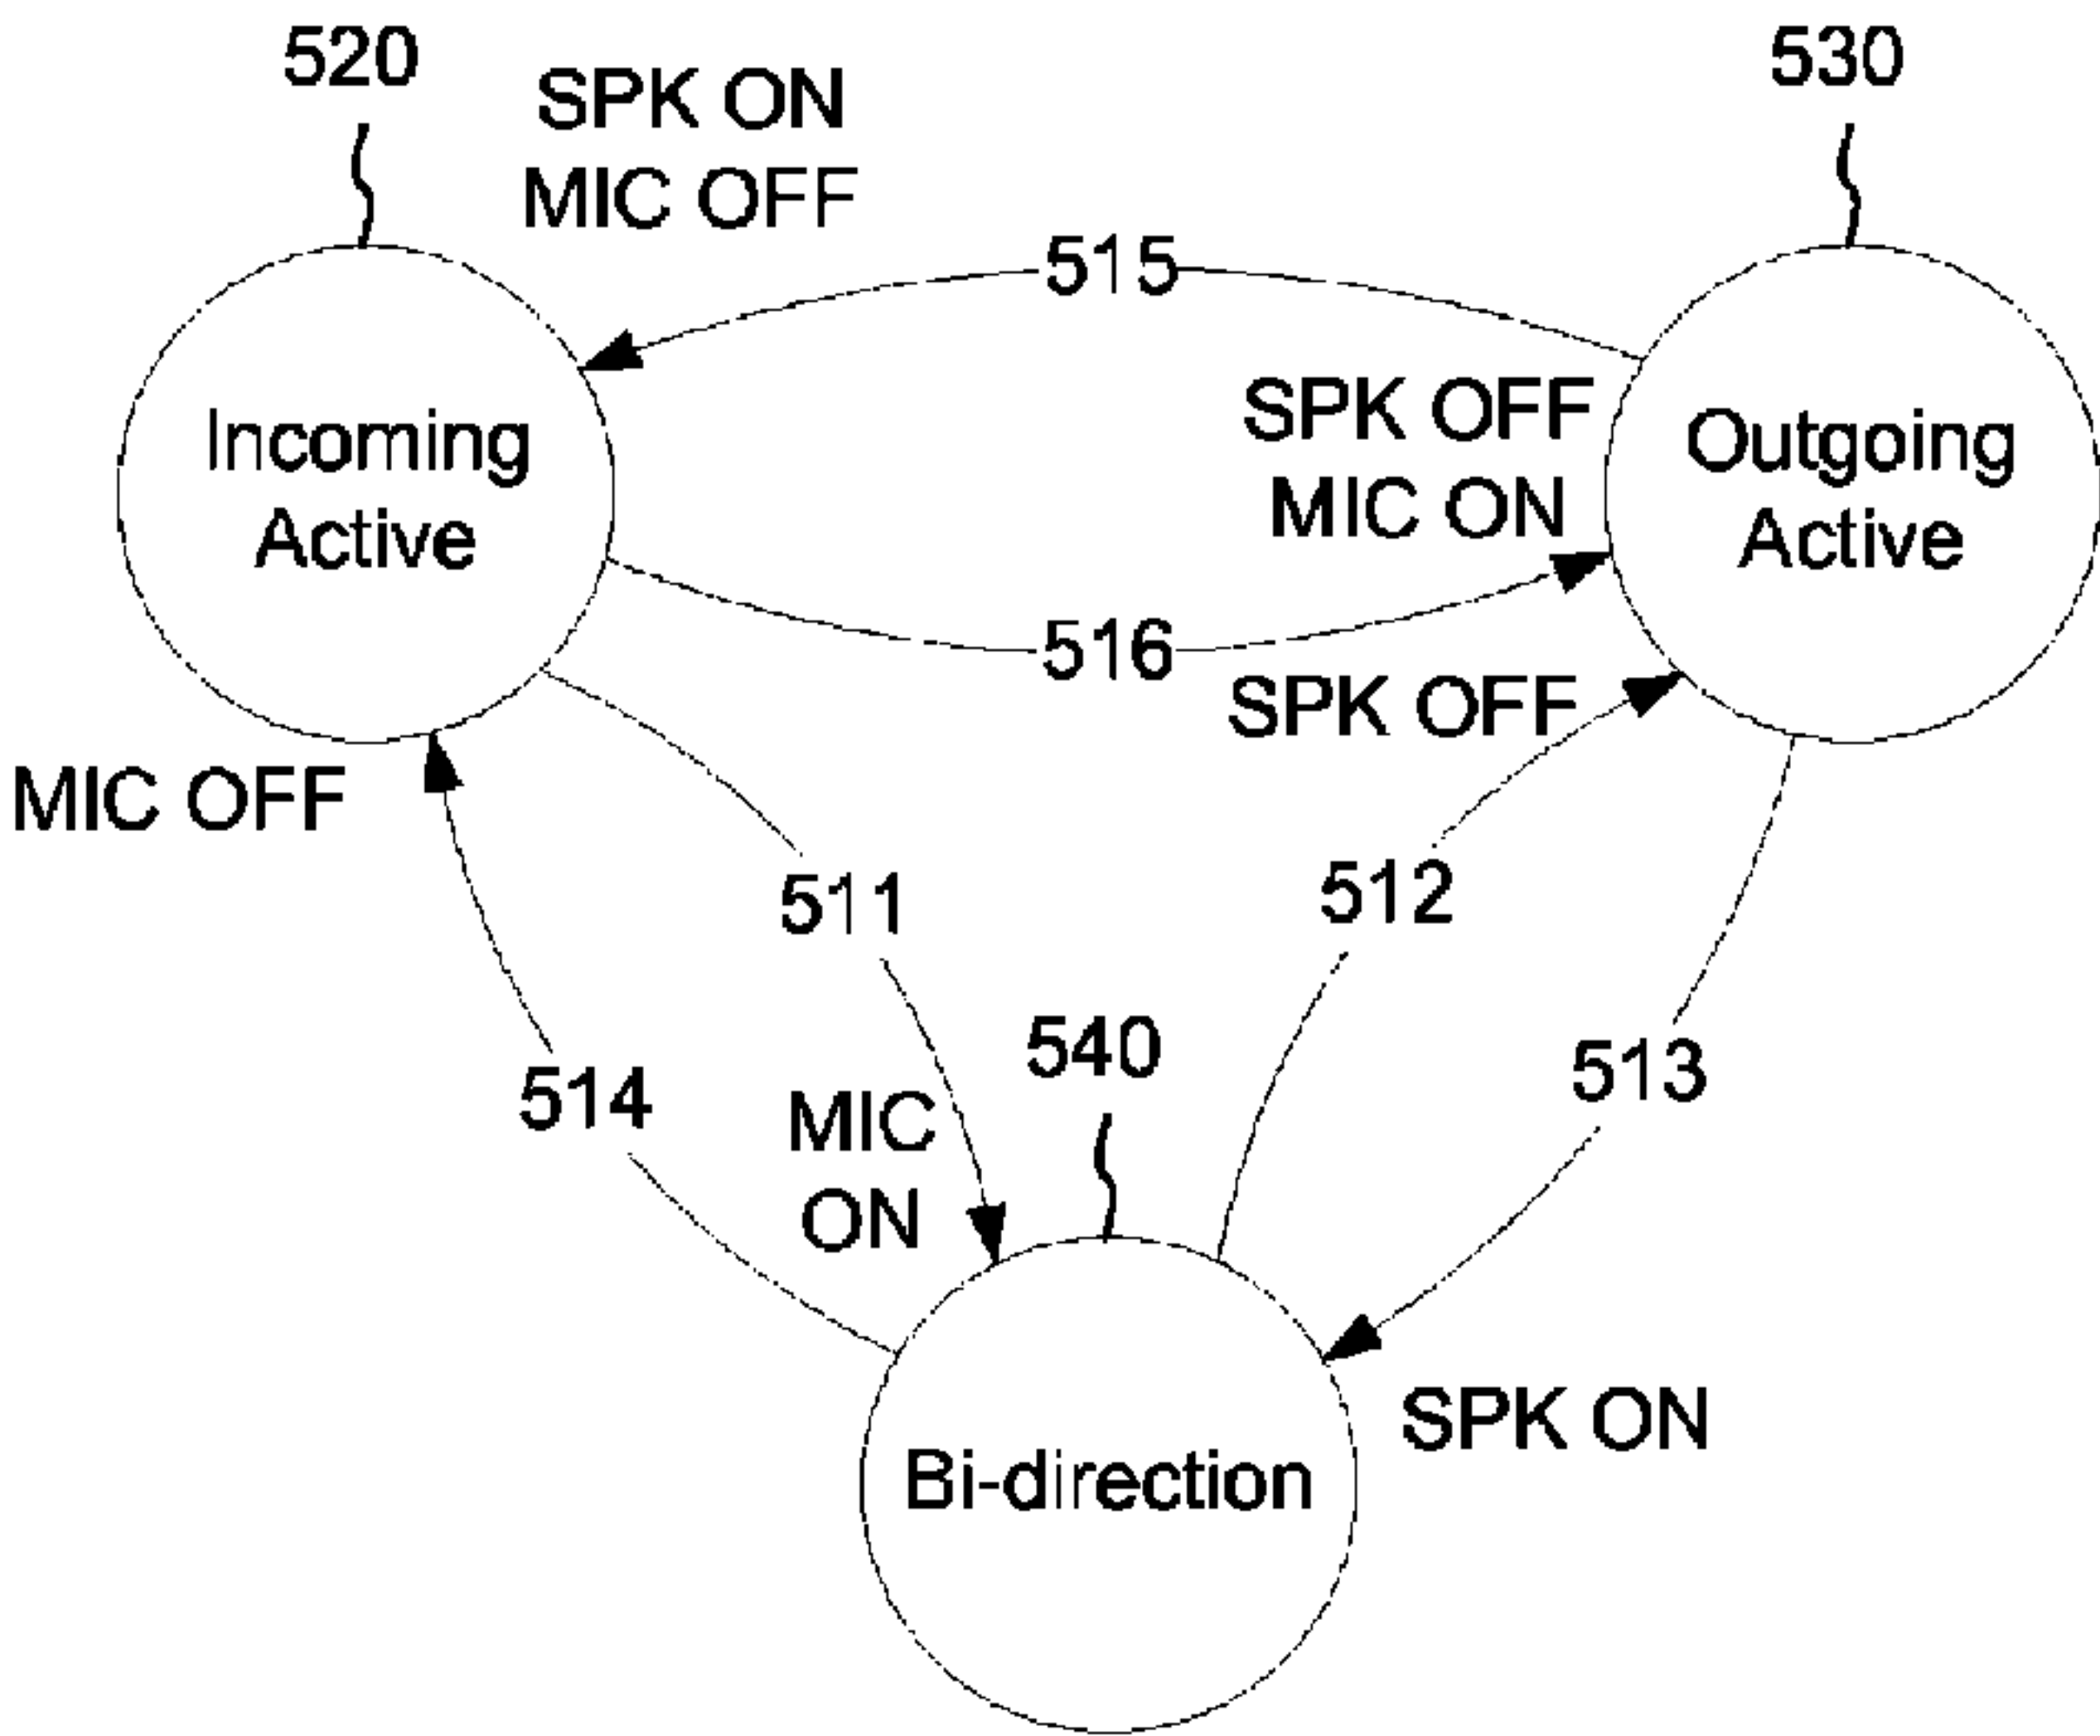 520
530
SPK ON
MIC OFF
515
Incoming
Active
SPK OFF
MIC ON
Outgoing
Active
516
SPK OFF
MIC OFF
511
512
540
513
514
MIC
ON
SPK ON
Bi-direction